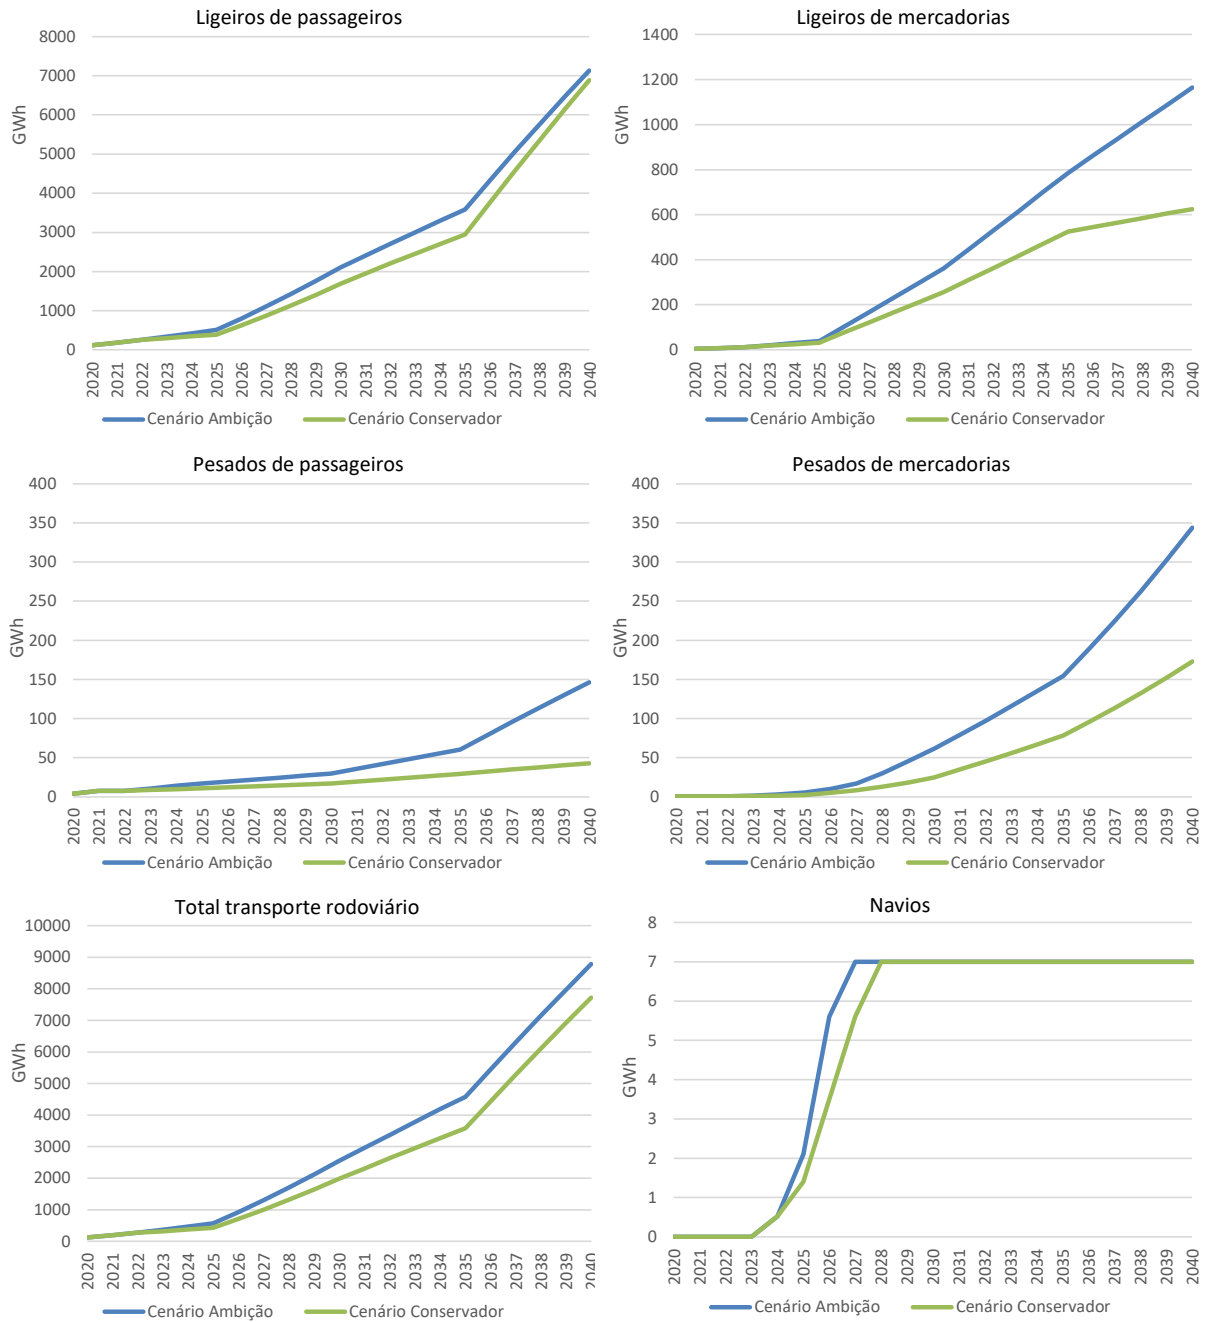 Ligeiros de passageiros
8000
7000
6000
5000
4000
3000
2000
1000
0
GWh
2020 2021 2022 2023 2024 2025 2026 2027 2028 2029 2030 2031 2032 2033 2034 2035 2036 2037 2038 2039 2040
Cenário Ambição Cenário Conservador
Ligeiros de mercadorias
1400
1200
1000
800
600
400
200
0
GWh
2020 2021 2022 2023 2024 2025 2026 2027 2028 2029 2030 2031 2032 2033 2034 2035 2036 2037 2038 2039 2040
Cenário Ambição Cenário Conservador
Pesados de passageiros
400
350
300
250
200
150
100
50
0
GWh
2020 2021 2022 2023 2024 2025 2026 2027 2028 2029 2030 2031 2032 2033 2034 2035 2036 2037 2038 2039 2040
Cenário Ambição Cenário Conservador
Pesados de mercadorias
400
350
300
250
200
150
100
50
0
GWh
2020 2021 2022 2023 2024 2025 2026 2027 2028 2029 2030 2031 2032 2033 2034 2035 2036 2037 2038 2039 2040
Cenário Ambição Cenário Conservador
Total transporte rodoviário
10000
9000
8000
7000
6000
5000
4000
3000
2000
1000
0
GWh
2020 2021 2022 2023 2024 2025 2026 2027 2028 2029 2030 2031 2032 2033 2034 2035 2036 2037 2038 2039 2040
Cenário Ambição Cenário Conservador
Navios
8
7
6
5
4
3
2
1
0
GWh
2020 2021 2022 2023 2024 2025 2026 2027 2028 2029 2030 2031 2032 2033 2034 2035 2036 2037 2038 2039 2040
Cenário Ambição Cenário Conservador